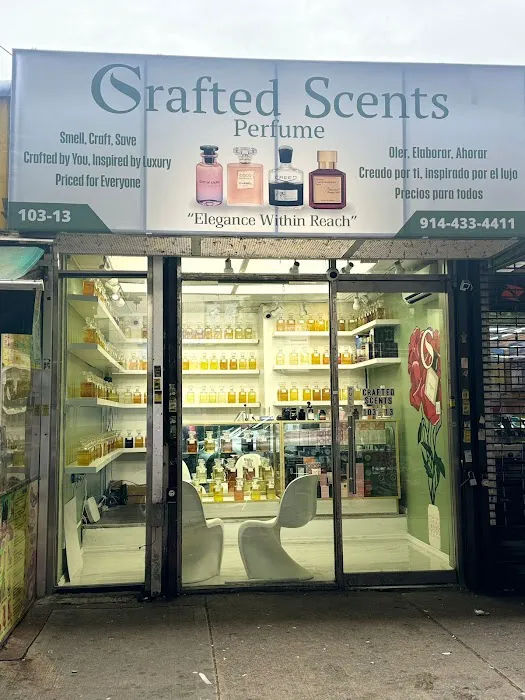 Crafted Scents
Perfume
Smell, Craft, Save
Crafted by You, Inspired by Luxury
Priced for Everyone
Oler, Elaborar, Ahorar
Creado por ti, inspirado por el lujo
Precios para todos
CREED
"Elegance Within Reach"
103-13
914-433-4411
CRAFTED
SCENTS
103-13